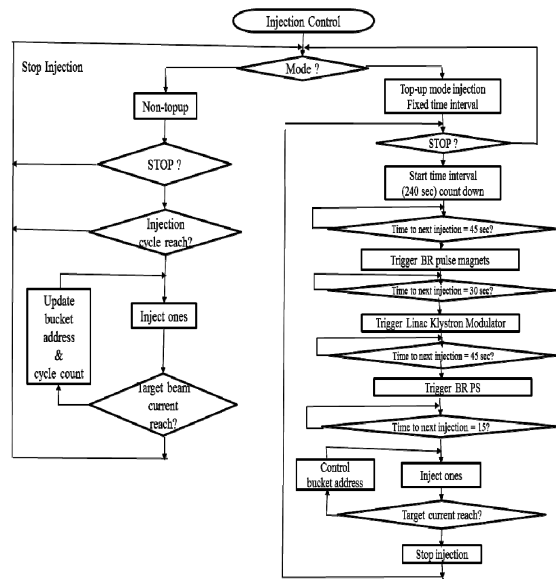 Injection Control
Stop Injection
Mode ?
Non-topup
STOP ?
Injection
cycle reach?
Update
bucket
address
&
cycle count
Inject ones
Target beam
current
reach?
Top-up mode injection
Fixed time interval
STOP ?
Start time interval
(240 sec) count down
Time to next injection = 45 sec?
Trigger BR pulse magnets
Time to next injection = 30 sec?
Trigger Linac Klystron Modulator
Time to next injection = 45 sec?
Trigger BR PS
Time to next injection = 15?
Control
bucket address
Inject ones
Target current reach?
Stop injection